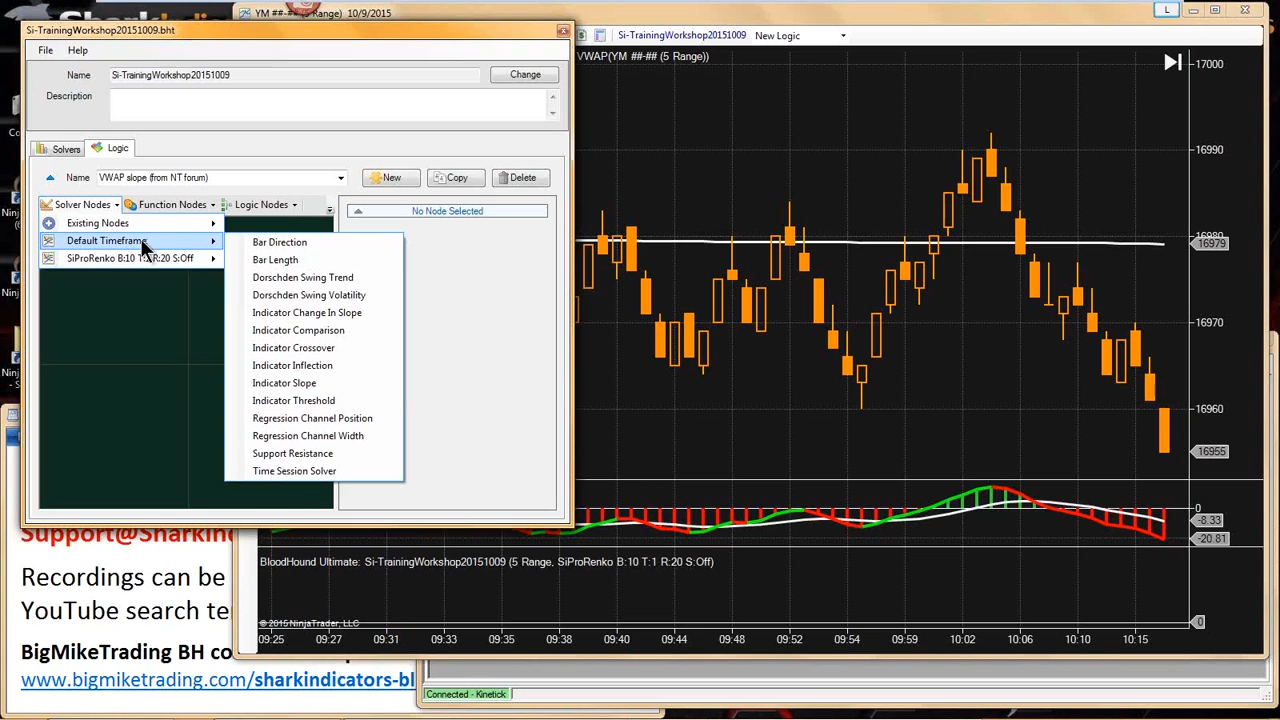 YM ##-## (5 Range)  10/9/2015
L
Si-TrainingWorkshop20151009.bht
File
Help
Name
Si-TrainingWorkshop20151009
Change
Description
Solvers
Logic
Name
VWAP slope (from NT forum)
New
Copy
Delete
Solver Nodes
Function Nodes
Logic Nodes
No Node Selected
Existing Nodes
Default Timeframe
SiProRenko B:10 T:1 R:20 S:Off
Bar Direction
Bar Length
Dorschden Swing Trend
Dorschden Swing Volatility
Indicator Change In Slope
Indicator Comparison
Indicator Crossover
Indicator Inflection
Indicator Slope
Indicator Threshold
Regression Channel Position
Regression Channel Width
Support Resistance
Time Session Solver
Si-TrainingWorkshop20151009
New Logic
VWAP(YM ##-## (5 Range))
17000
16990
16980
16979
16970
16960
16955
0
-8.33
-20.81
BloodHound Ultimate: Si-TrainingWorkshop20151009 (5 Range, SiProRenko B:10 T:1 R:20 S:Off)
© 2015 NinjaTrader, LLC
0
09:25 09:28 09:31 09:33 09:35 09:38 09:40 09:44 09:48 09:52 09:54 09:59 10:02 10:06 10:10 10:15
Support@Sharkind
Recordings can be
YouTube search te
BigMikeTrading BH co
www.bigmiketrading.com/sharkindicators-bl
Connected - Kinetick